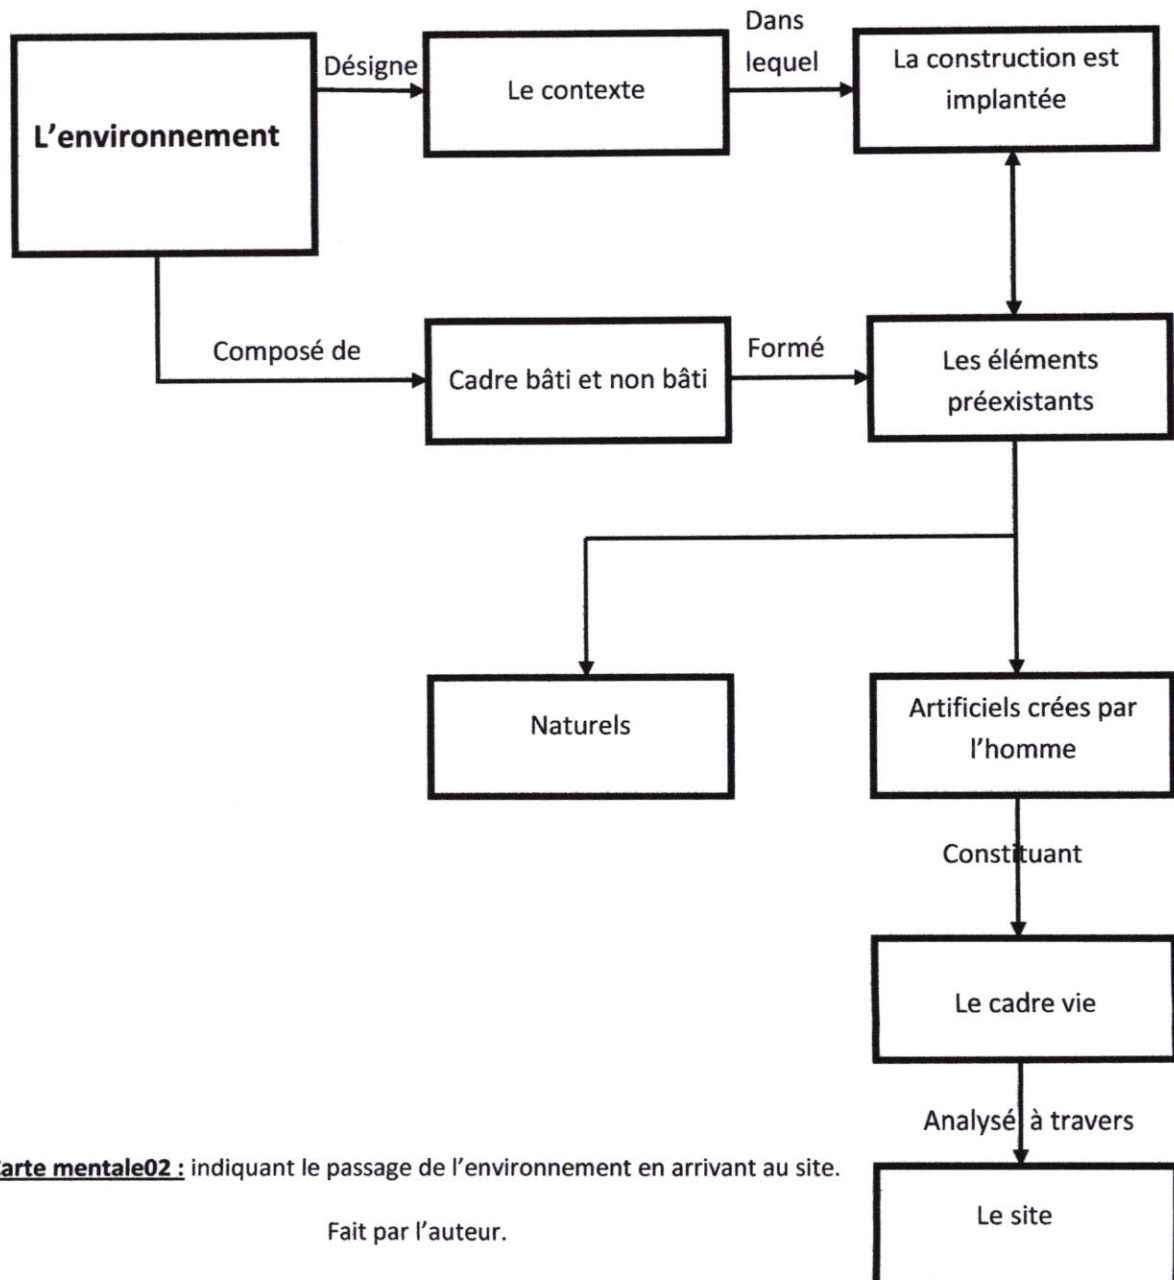 Dans
lequel
Désigne
L'environnement
Le contexte
La construction est
implantée
Composé de
Cadre bâti et non bâti
Formé
Les éléments
préexistants
Naturels
Artificiels crées par
l'homme
Constituant
Le cadre vie
Analysé à travers
arte mentale02 : indiquant le passage de l'environnement en arrivant au site.
Fait par l'auteur.
Le site